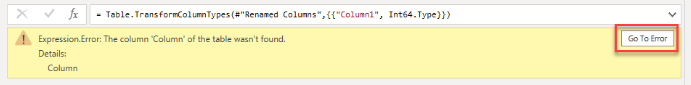 fx = Table.TransformColumnTypes(#"Renamed Columns",{{"Column1", Int64.Type}})
Expression.Error: The column 'Column' of the table wasn't found.
Go To Error
Details:
Column